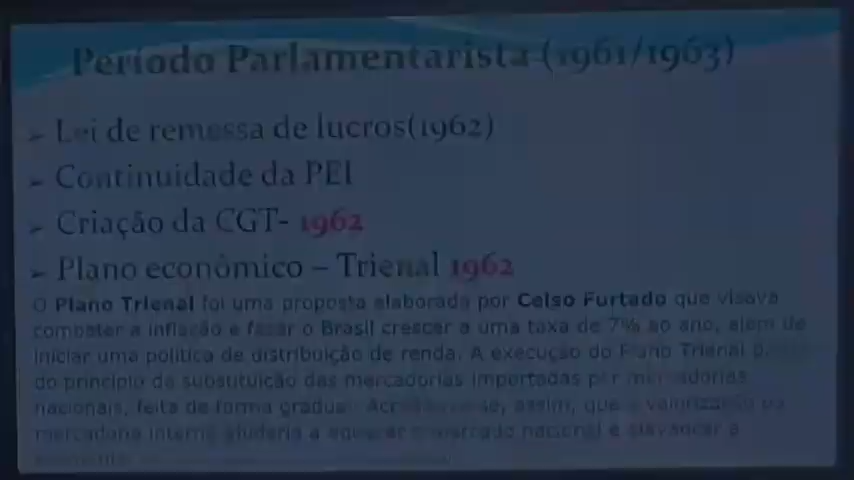 Período Parlamentarista (1961/1963)
➢ Lei de remessa de lucros(1962)
➢ Continuidade da PEI
➢ Criação da CGT- 1962
➢ Plano econômico – Trienal 1962
O Plano Trienal foi uma proposta elaborada por Celso Furtado que visava
combater a inflação e fazer o Brasil crescer a uma taxa de 7% ao ano, além de
iniciar uma política de distribuição de renda. A execução do Plano Trienal
do princípio da substituição das mercadorias importadas por mercadorias
nacionais, feita de forma gradual. se, assim, que a valorização
mercadoria interna ajudaria a mercado nacional e alavancar a